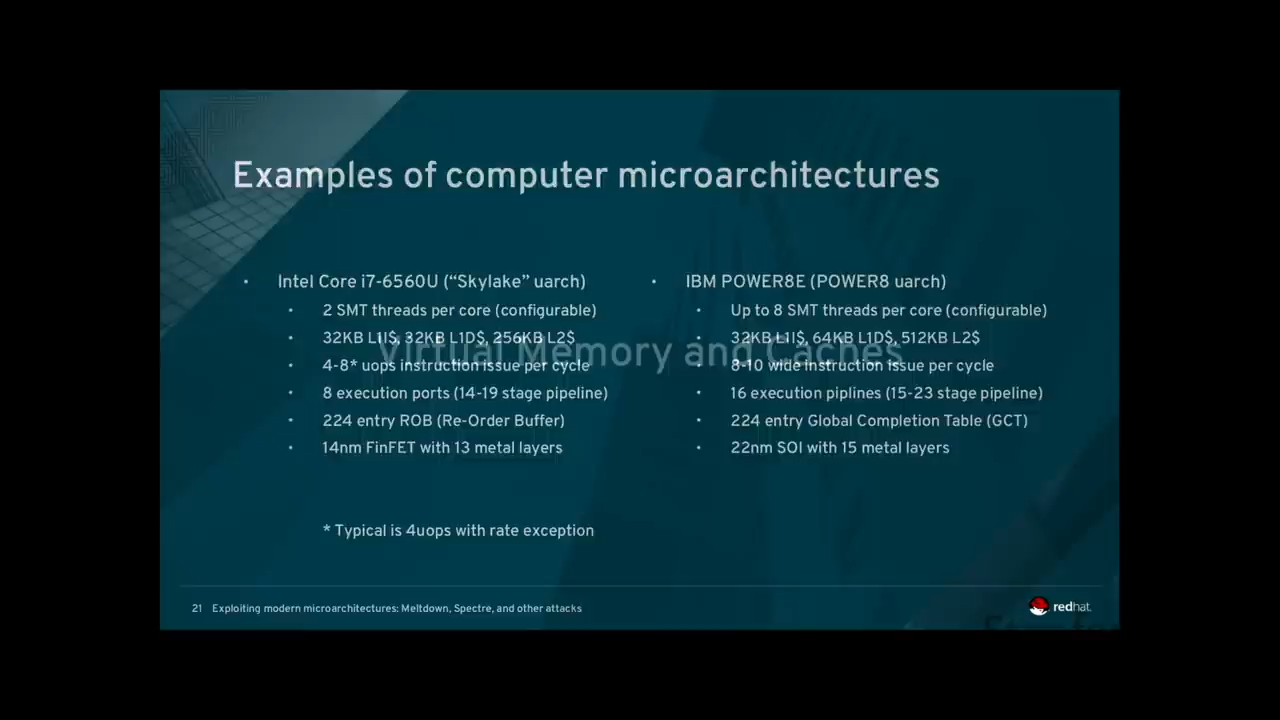 Examples of computer microarchitectures
• Intel Core i7-6560U (“Skylake” uarch)
• 2 SMT threads per core (configurable)
• 32KB L1I$, 32KB L1D$, 256KB L2$
• 4-8* uops instruction issue per cycle
• 8 execution ports (14-19 stage pipeline)
• 224 entry ROB (Re-Order Buffer)
• 14nm FinFET with 13 metal layers
* Typical is 4uops with rate exception
• IBM POWER8E (POWER8 uarch)
• Up to 8 SMT threads per core (configurable)
• 32KB L1I$, 64KB L1D$, 512KB L2$
• 8-10 wide instruction issue per cycle
• 16 execution piplines (15-23 stage pipeline)
• 224 entry Global Completion Table (GCT)
• 22nm SOI with 15 metal layers
Virtual Memory and Caches
21 Exploiting modern microarchitectures: Meltdown, Spectre, and other attacks
redhat.